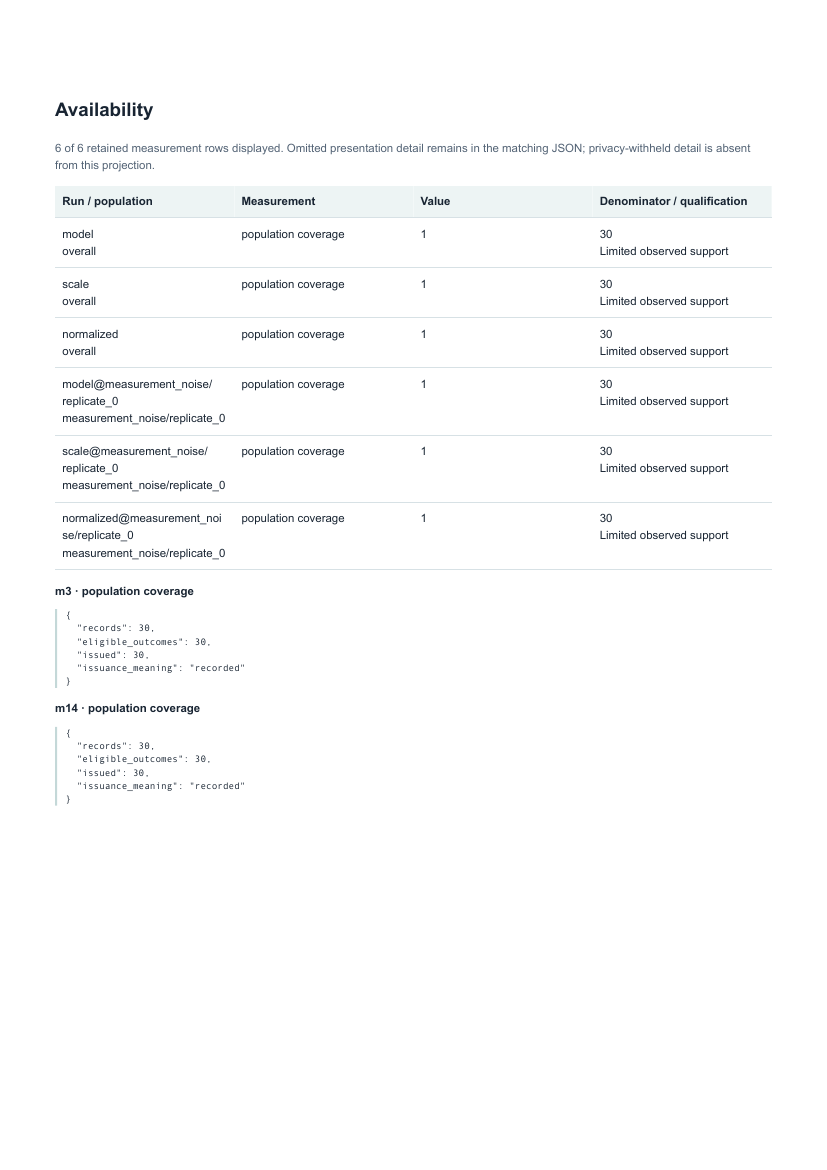 Availability
6 of 6 retained measurement rows displayed. Omitted presentation detail remains in the matching JSON; privacy-withheld detail is absent
from this projection.
Run / population Measurement Value Denominator / qualification
model population coverage 1 30
overall Limited observed support
scale population coverage 1 30
overall Limited observed support
normalized population coverage 1 30
overall Limited observed support
model@measurement_noise/ population coverage 1 30
replicate_0 Limited observed support
measurement_noise/replicate_0
scale@measurement_noise/ population coverage 1 30
replicate_0 Limited observed support
measurement_noise/replicate_0
normalized@measurement_noi population coverage 1 30
se/replicate_0 Limited observed support
measurement_noise/replicate_0
m3 · population coverage
{
  "records": 30,
  "eligible_outcomes": 30,
  "issued": 30,
  "issuance_meaning": "recorded"
}
m14 · population coverage
{
  "records": 30,
  "eligible_outcomes": 30,
  "issued": 30,
  "issuance_meaning": "recorded"
}